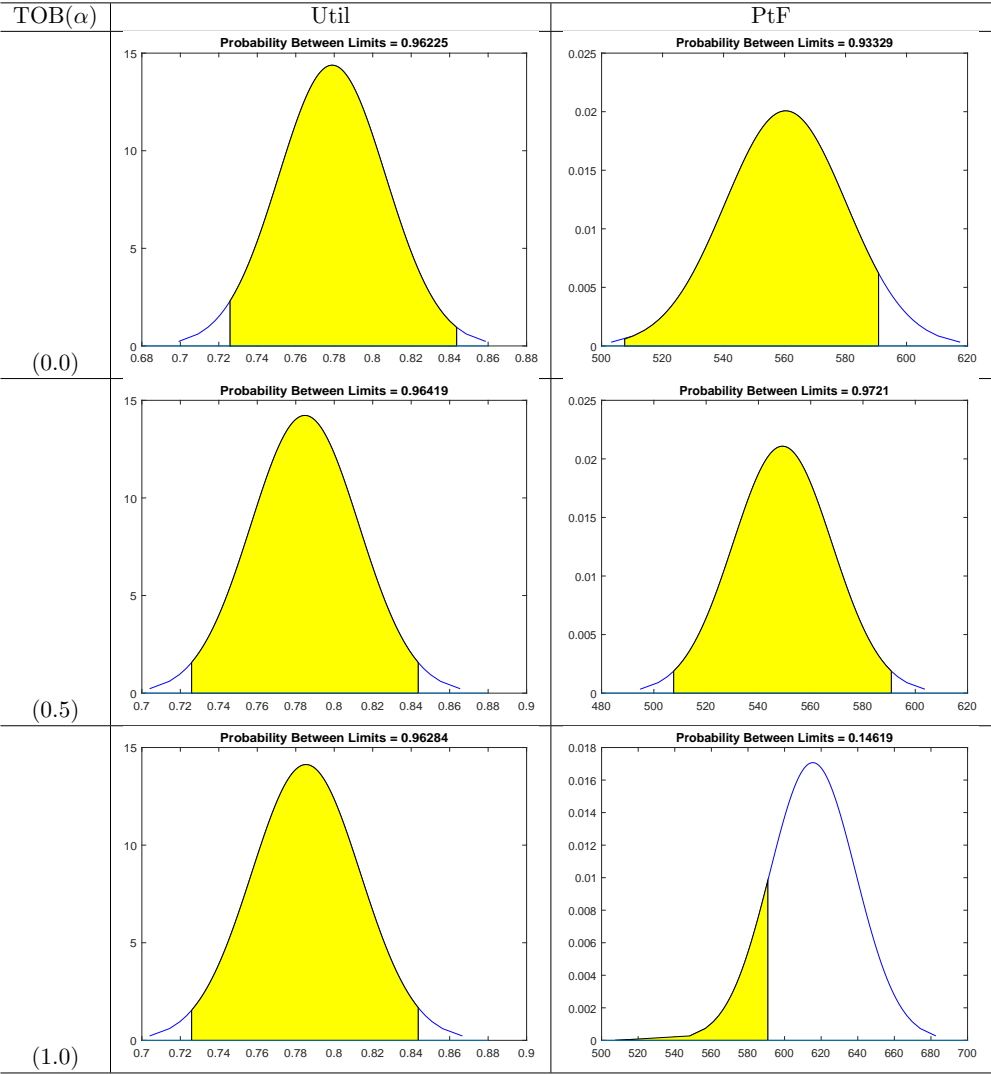 TOB(α) Util PtF
Probability Between Limits = 0.96225
15
10
5
0
0.68 0.7 0.72 0.74 0.76 0.78 0.8 0.82 0.84 0.86 0.88
Probability Between Limits = 0.93329
0.025
0.02
0.015
0.01
0.005
0
500 520 540 560 580 600 620
(0.0)
Probability Between Limits = 0.96419
15
10
5
0
0.7 0.72 0.74 0.76 0.78 0.8 0.82 0.84 0.86 0.88 0.9
Probability Between Limits = 0.9721
0.025
0.02
0.015
0.01
0.005
0
480 500 520 540 560 580 600 620
(0.5)
Probability Between Limits = 0.96284
15
10
5
0
0.7 0.72 0.74 0.76 0.78 0.8 0.82 0.84 0.86 0.88 0.9
Probability Between Limits = 0.14619
0.018
0.016
0.014
0.012
0.01
0.008
0.006
0.004
0.002
0
500 520 540 560 580 600 620 640 660 680 700
(1.0)